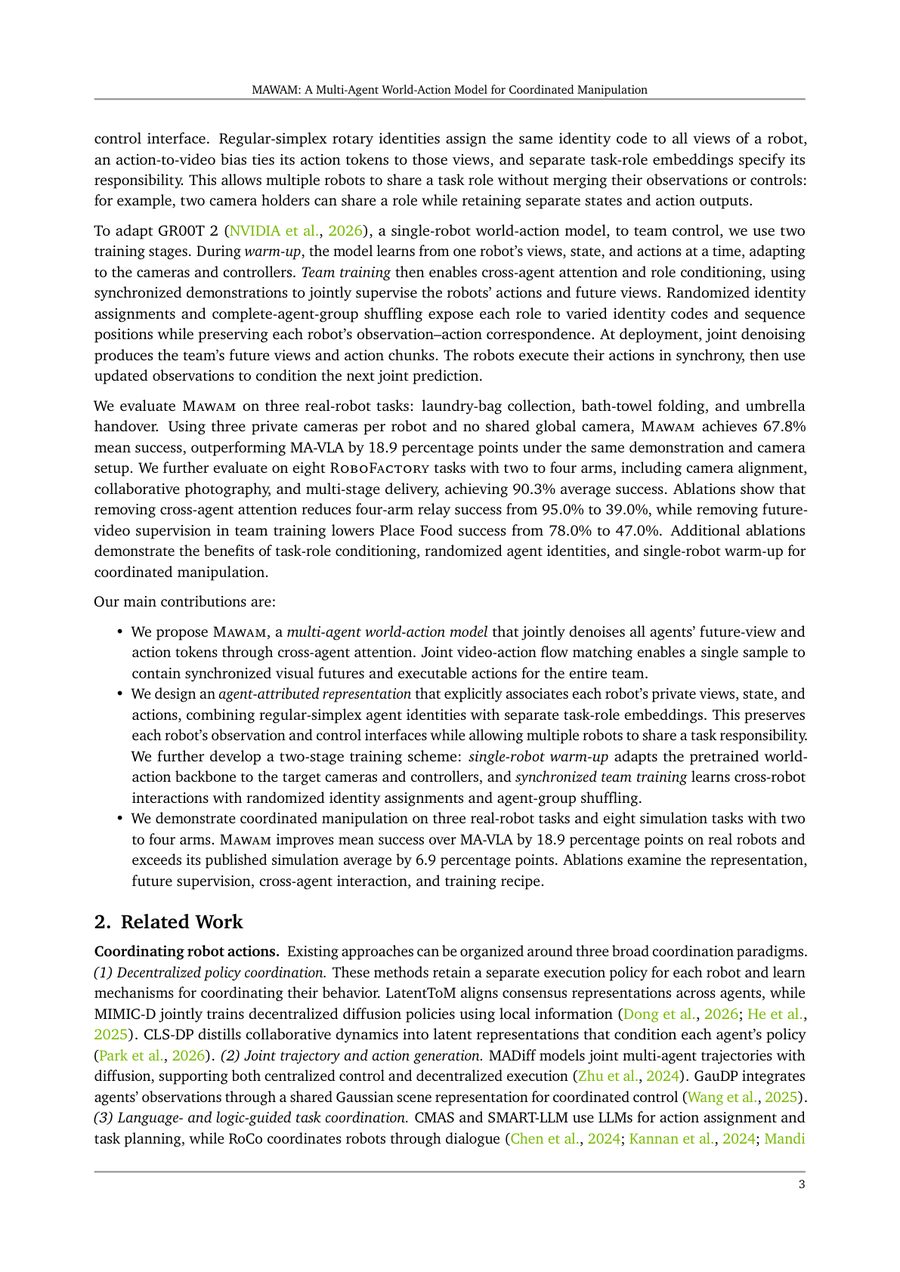 MAWAM: A Multi-Agent World-Action Model for Coordinated Manipulation
control interface. Regular-simplex rotary identities assign the same identity code to all views of a robot,
an action-to-video bias ties its action tokens to those views, and separate task-role embeddings specify its
responsibility. This allows multiple robots to share a task role without merging their observations or controls:
for example, two camera holders can share a role while retaining separate states and action outputs.
To adapt GR00T 2 (NVIDIA et al., 2026), a single-robot world-action model, to team control, we use two
training stages. During warm-up, the model learns from one robot's views, state, and actions at a time, adapting
to the cameras and controllers. Team training then enables cross-agent attention and role conditioning, using
synchronized demonstrations to jointly supervise the robots' actions and future views. Randomized identity
assignments and complete-agent-group shuffling expose each role to varied identity codes and sequence
positions while preserving each robot's observation–action correspondence. At deployment, joint denoising
produces the team's future views and action chunks. The robots execute their actions in synchrony, then use
updated observations to condition the next joint prediction.
We evaluate MAWAM on three real-robot tasks: laundry-bag collection, bath-towel folding, and umbrella
handover. Using three private cameras per robot and no shared global camera, MAWAM achieves 67.8%
mean success, outperforming MA-VLA by 18.9 percentage points under the same demonstration and camera
setup. We further evaluate on eight ROBOFACTORY tasks with two to four arms, including camera alignment,
collaborative photography, and multi-stage delivery, achieving 90.3% average success. Ablations show that
removing cross-agent attention reduces four-arm relay success from 95.0% to 39.0%, while removing future-
video supervision in team training lowers Place Food success from 78.0% to 47.0%. Additional ablations
demonstrate the benefits of task-role conditioning, randomized agent identities, and single-robot warm-up for
coordinated manipulation.
Our main contributions are:
• We propose MAWAM, a multi-agent world-action model that jointly denoises all agents' future-view and
action tokens through cross-agent attention. Joint video-action flow matching enables a single sample to
contain synchronized visual futures and executable actions for the entire team.
• We design an agent-attributed representation that explicitly associates each robot's private views, state, and
actions, combining regular-simplex agent identities with separate task-role embeddings. This preserves
each robot's observation and control interfaces while allowing multiple robots to share a task responsibility.
We further develop a two-stage training scheme: single-robot warm-up adapts the pretrained world-
action backbone to the target cameras and controllers, and synchronized team training learns cross-robot
interactions with randomized identity assignments and agent-group shuffling.
• We demonstrate coordinated manipulation on three real-robot tasks and eight simulation tasks with two
to four arms. MAWAM improves mean success over MA-VLA by 18.9 percentage points on real robots and
exceeds its published simulation average by 6.9 percentage points. Ablations examine the representation,
future supervision, cross-agent interaction, and training recipe.
2. Related Work
Coordinating robot actions. Existing approaches can be organized around three broad coordination paradigms.
(1) Decentralized policy coordination. These methods retain a separate execution policy for each robot and learn
mechanisms for coordinating their behavior. LatentToM aligns consensus representations across agents, while
MIMIC-D jointly trains decentralized diffusion policies using local information (Dong et al., 2026; He et al.,
2025). CLS-DP distills collaborative dynamics into latent representations that condition each agent's policy
(Park et al., 2026). (2) Joint trajectory and action generation. MADiff models joint multi-agent trajectories with
diffusion, supporting both centralized control and decentralized execution (Zhu et al., 2024). GauDP integrates
agents' observations through a shared Gaussian scene representation for coordinated control (Wang et al., 2025).
(3) Language- and logic-guided task coordination. CMAS and SMART-LLM use LLMs for action assignment and
task planning, while RoCo coordinates robots through dialogue (Chen et al., 2024; Kannan et al., 2024; Mandi
3